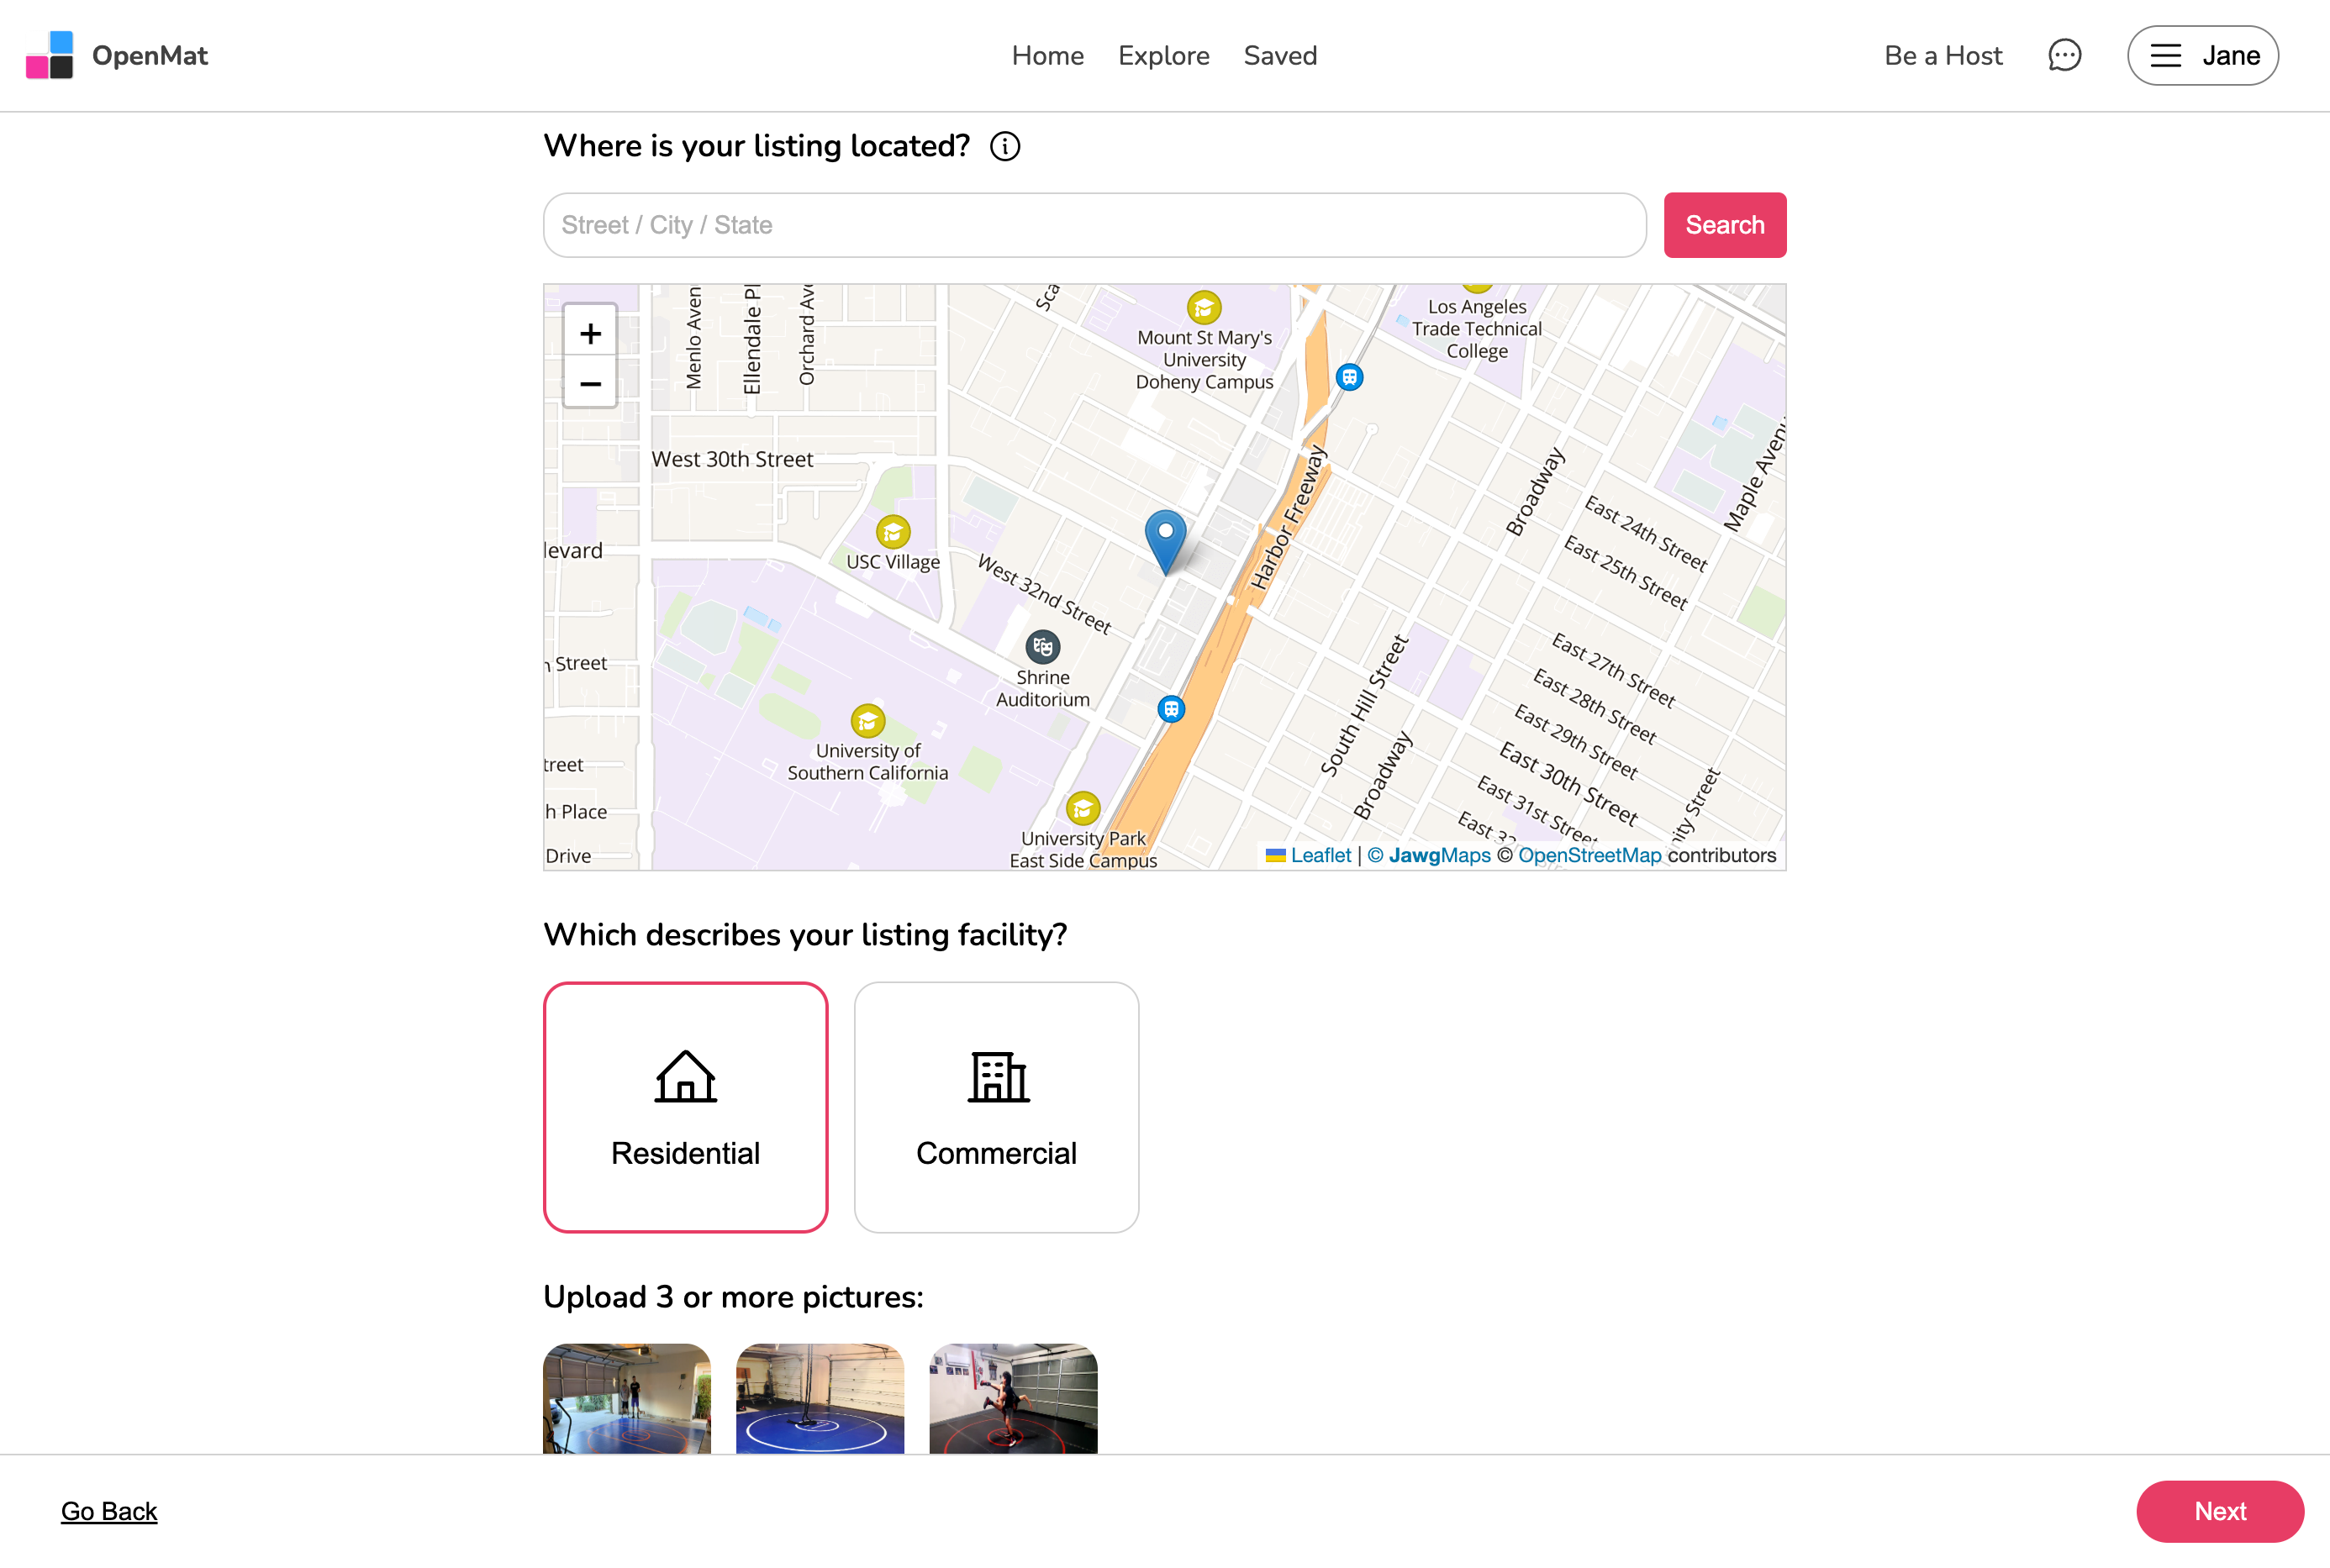 OpenMat
Home Explore Saved
Be a Host
Jane
Where is your listing located?
Street / City / State
Search
+
−
Menlo Aven
Ellendale Pl
Orchard Ave
Sca
Mount St Mary's
University
Doheny Campus
Los Angeles
Trade Technical
College
West 30th Street
Harbor Freeway
Broadway
Maple Avenu
East 24th Street
East 25th Street
levard
USC Village
West 32nd Street
Shrine
Auditorium
East 27th Street
h Street
East 28th Street
South Hill Street
East 29th Street
University of
Southern California
Broadway
East 30th Street
treet
East 31st Street
nity Street
h Place
East 32
University Park
East Side Campus
Drive
Leaflet | © JawgMaps © OpenStreetMap contributors
Which describes your listing facility?
Residential
Commercial
Upload 3 or more pictures:
Go Back
Next